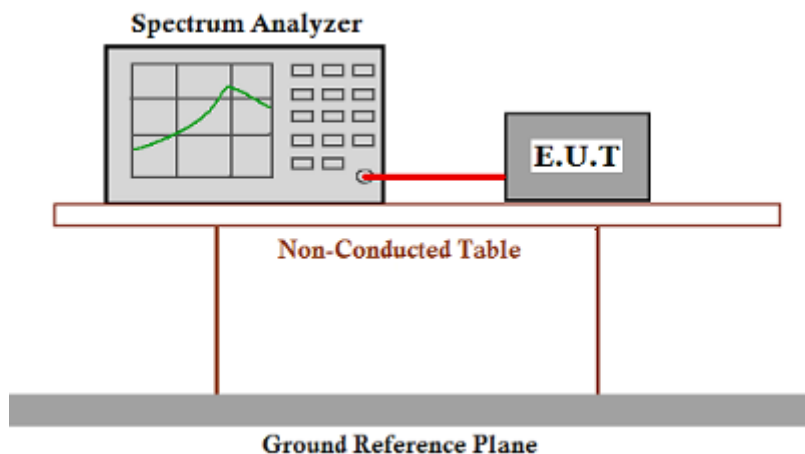 Spectrum Analyzer
E.U.T
Non-Conducted Table
Ground Reference Plane